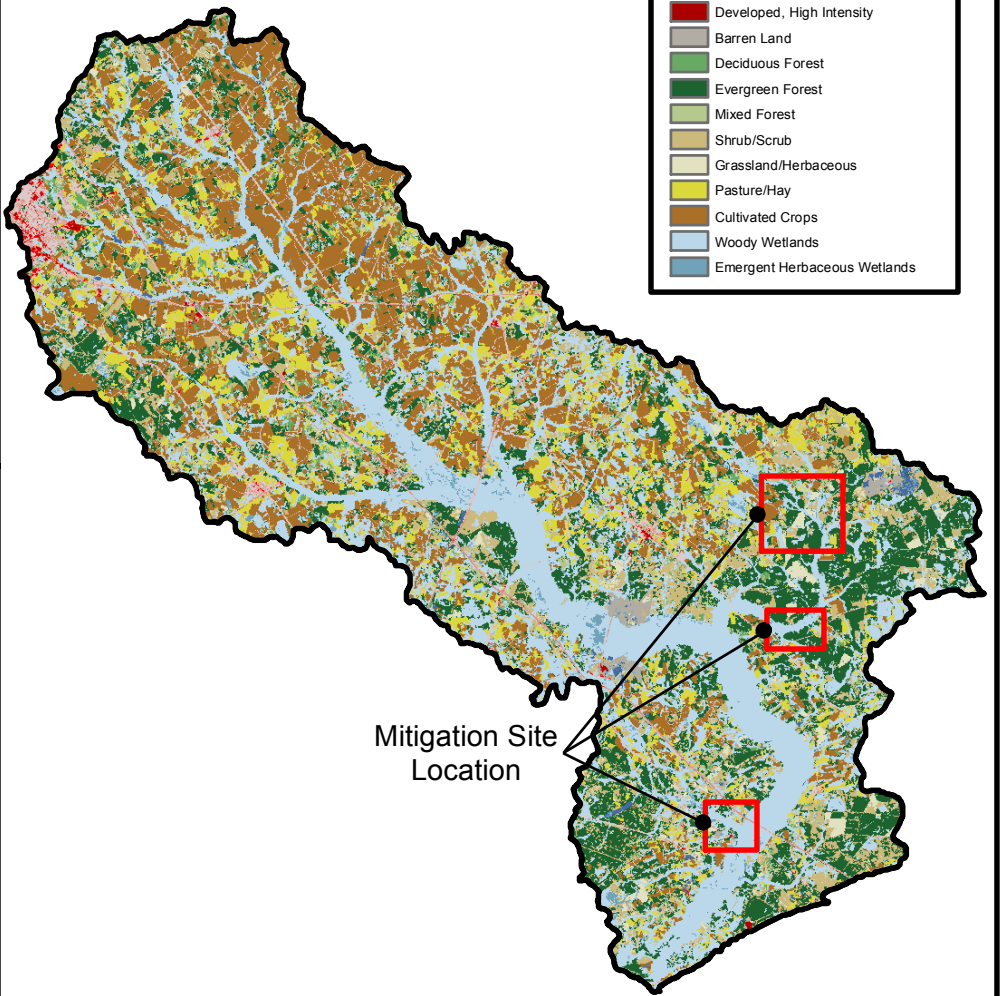 Developed, High Intensity
Barren Land
Deciduous Forest
Evergreen Forest
Mixed Forest
Shrub/Scrub
Grassland/Herbaceous
Pasture/Hay
Cultivated Crops
Woody Wetlands
Emergent Herbaceous Wetlands
Mitigation Site
Location